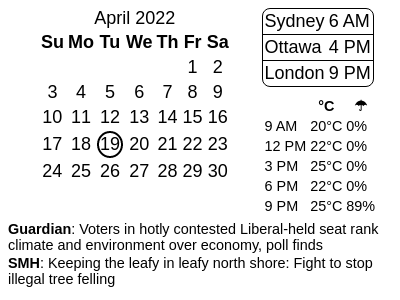 April 2022
Su Mo Tu We Th Fr Sa
1 2
3 4 5 6 7 8 9
10 11 12 13 14 15 16
17 18 19 20 21 22 23
24 25 26 27 28 29 30
Sydney 6 AM
Ottawa 4 PM
London 9 PM
°C ☂
9 AM 20°C 0%
12 PM 22°C 0%
3 PM 25°C 0%
6 PM 22°C 0%
9 PM 25°C 89%
Guardian: Voters in hotly contested Liberal-held seat rank
climate and environment over economy, poll finds
SMH: Keeping the leafy in leafy north shore: Fight to stop
illegal tree felling